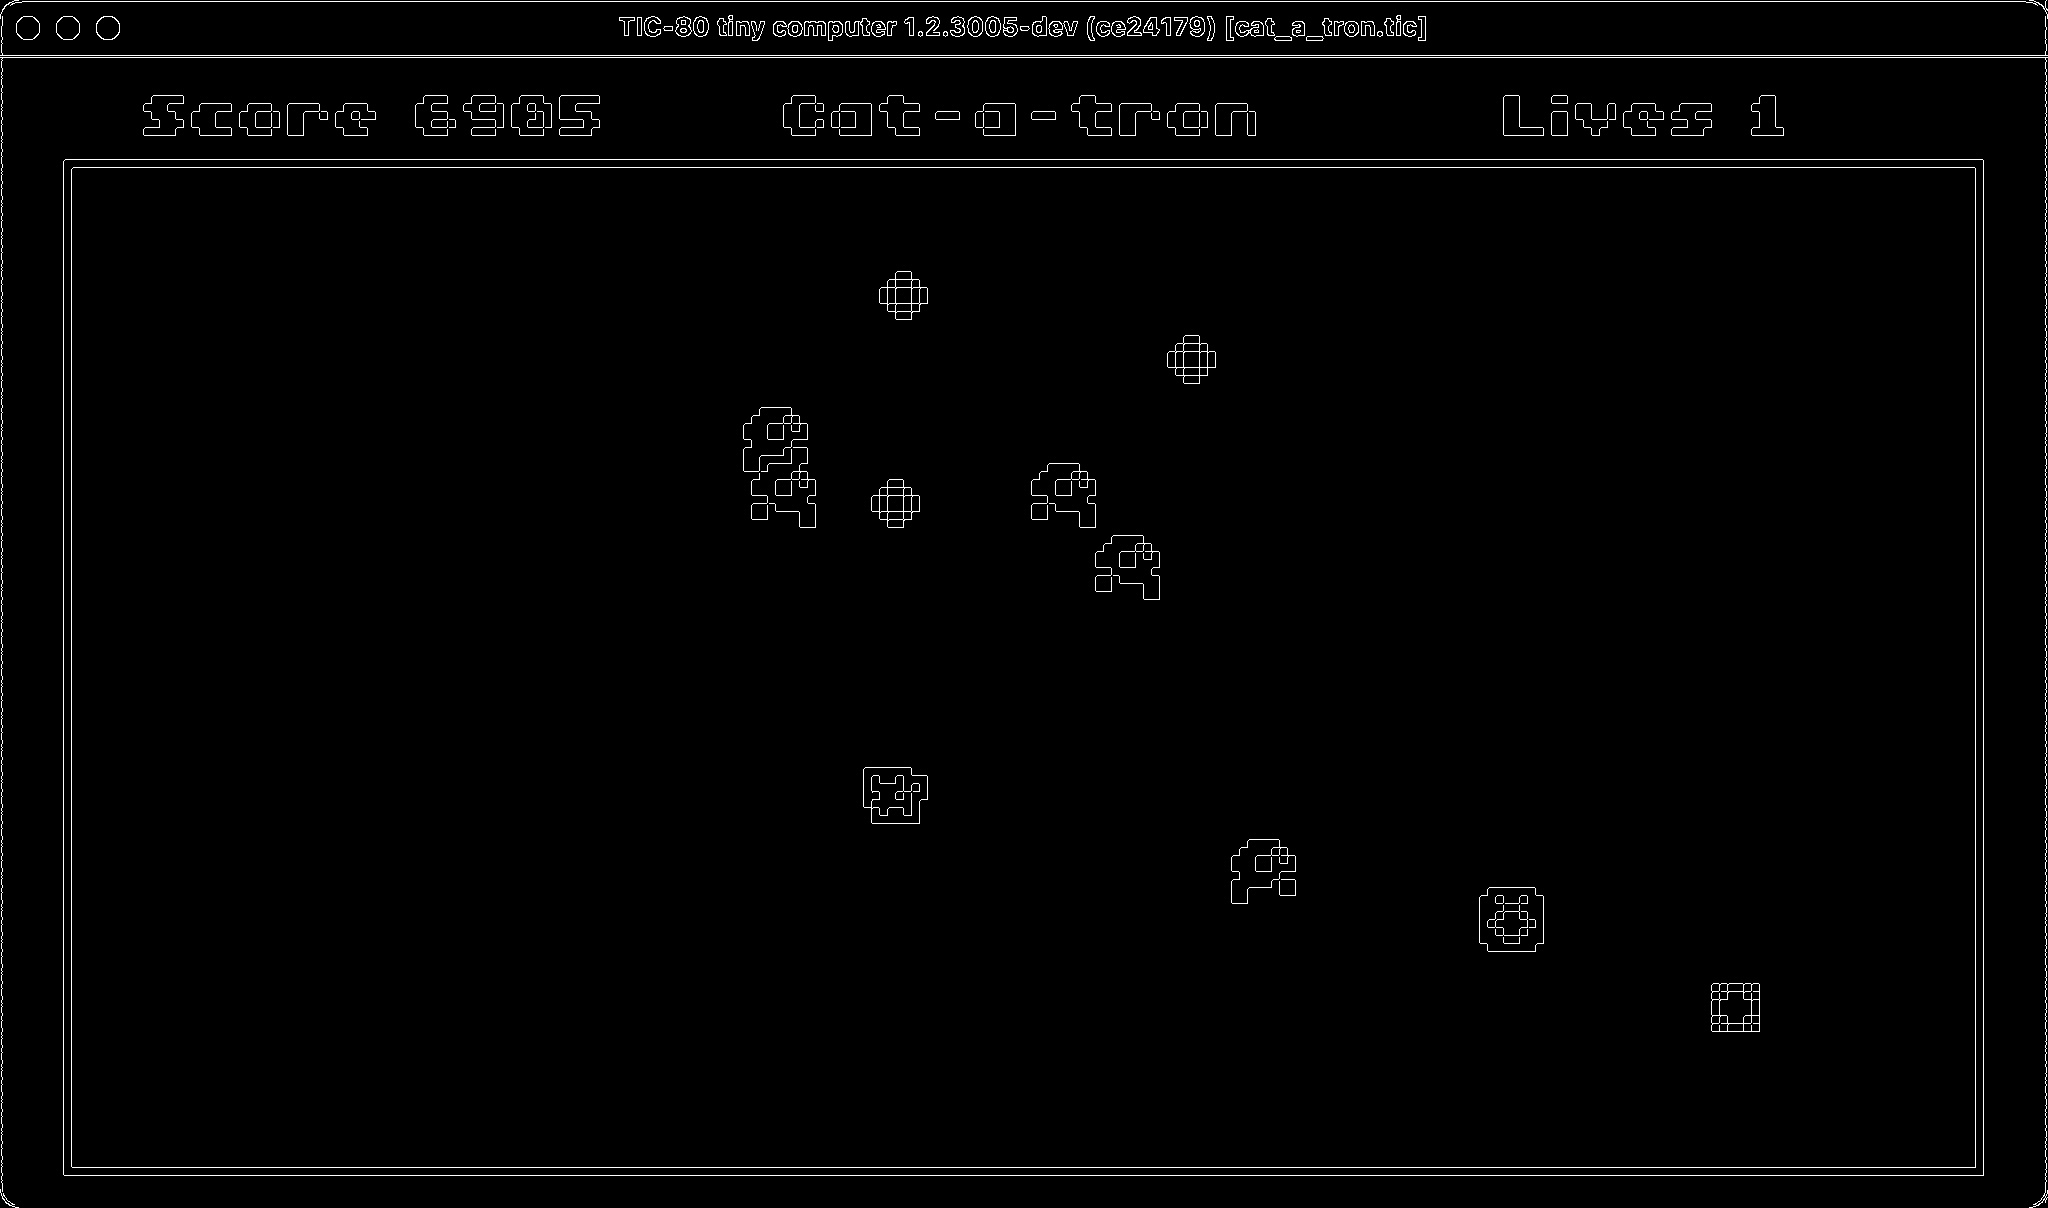 TIC-80 tiny computer 1.2.3005-dev (ce24179) [cat_a_tron.tic]
Score 6905 Cat-a-tron Lives 1